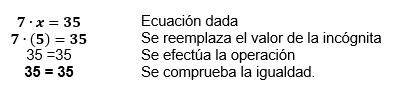 7 · x = 35 Ecuación dada
7 · (5) = 35 Se reemplaza el valor de la incógnita
35 =35 Se efectúa la operación
35 = 35 Se comprueba la igualdad.